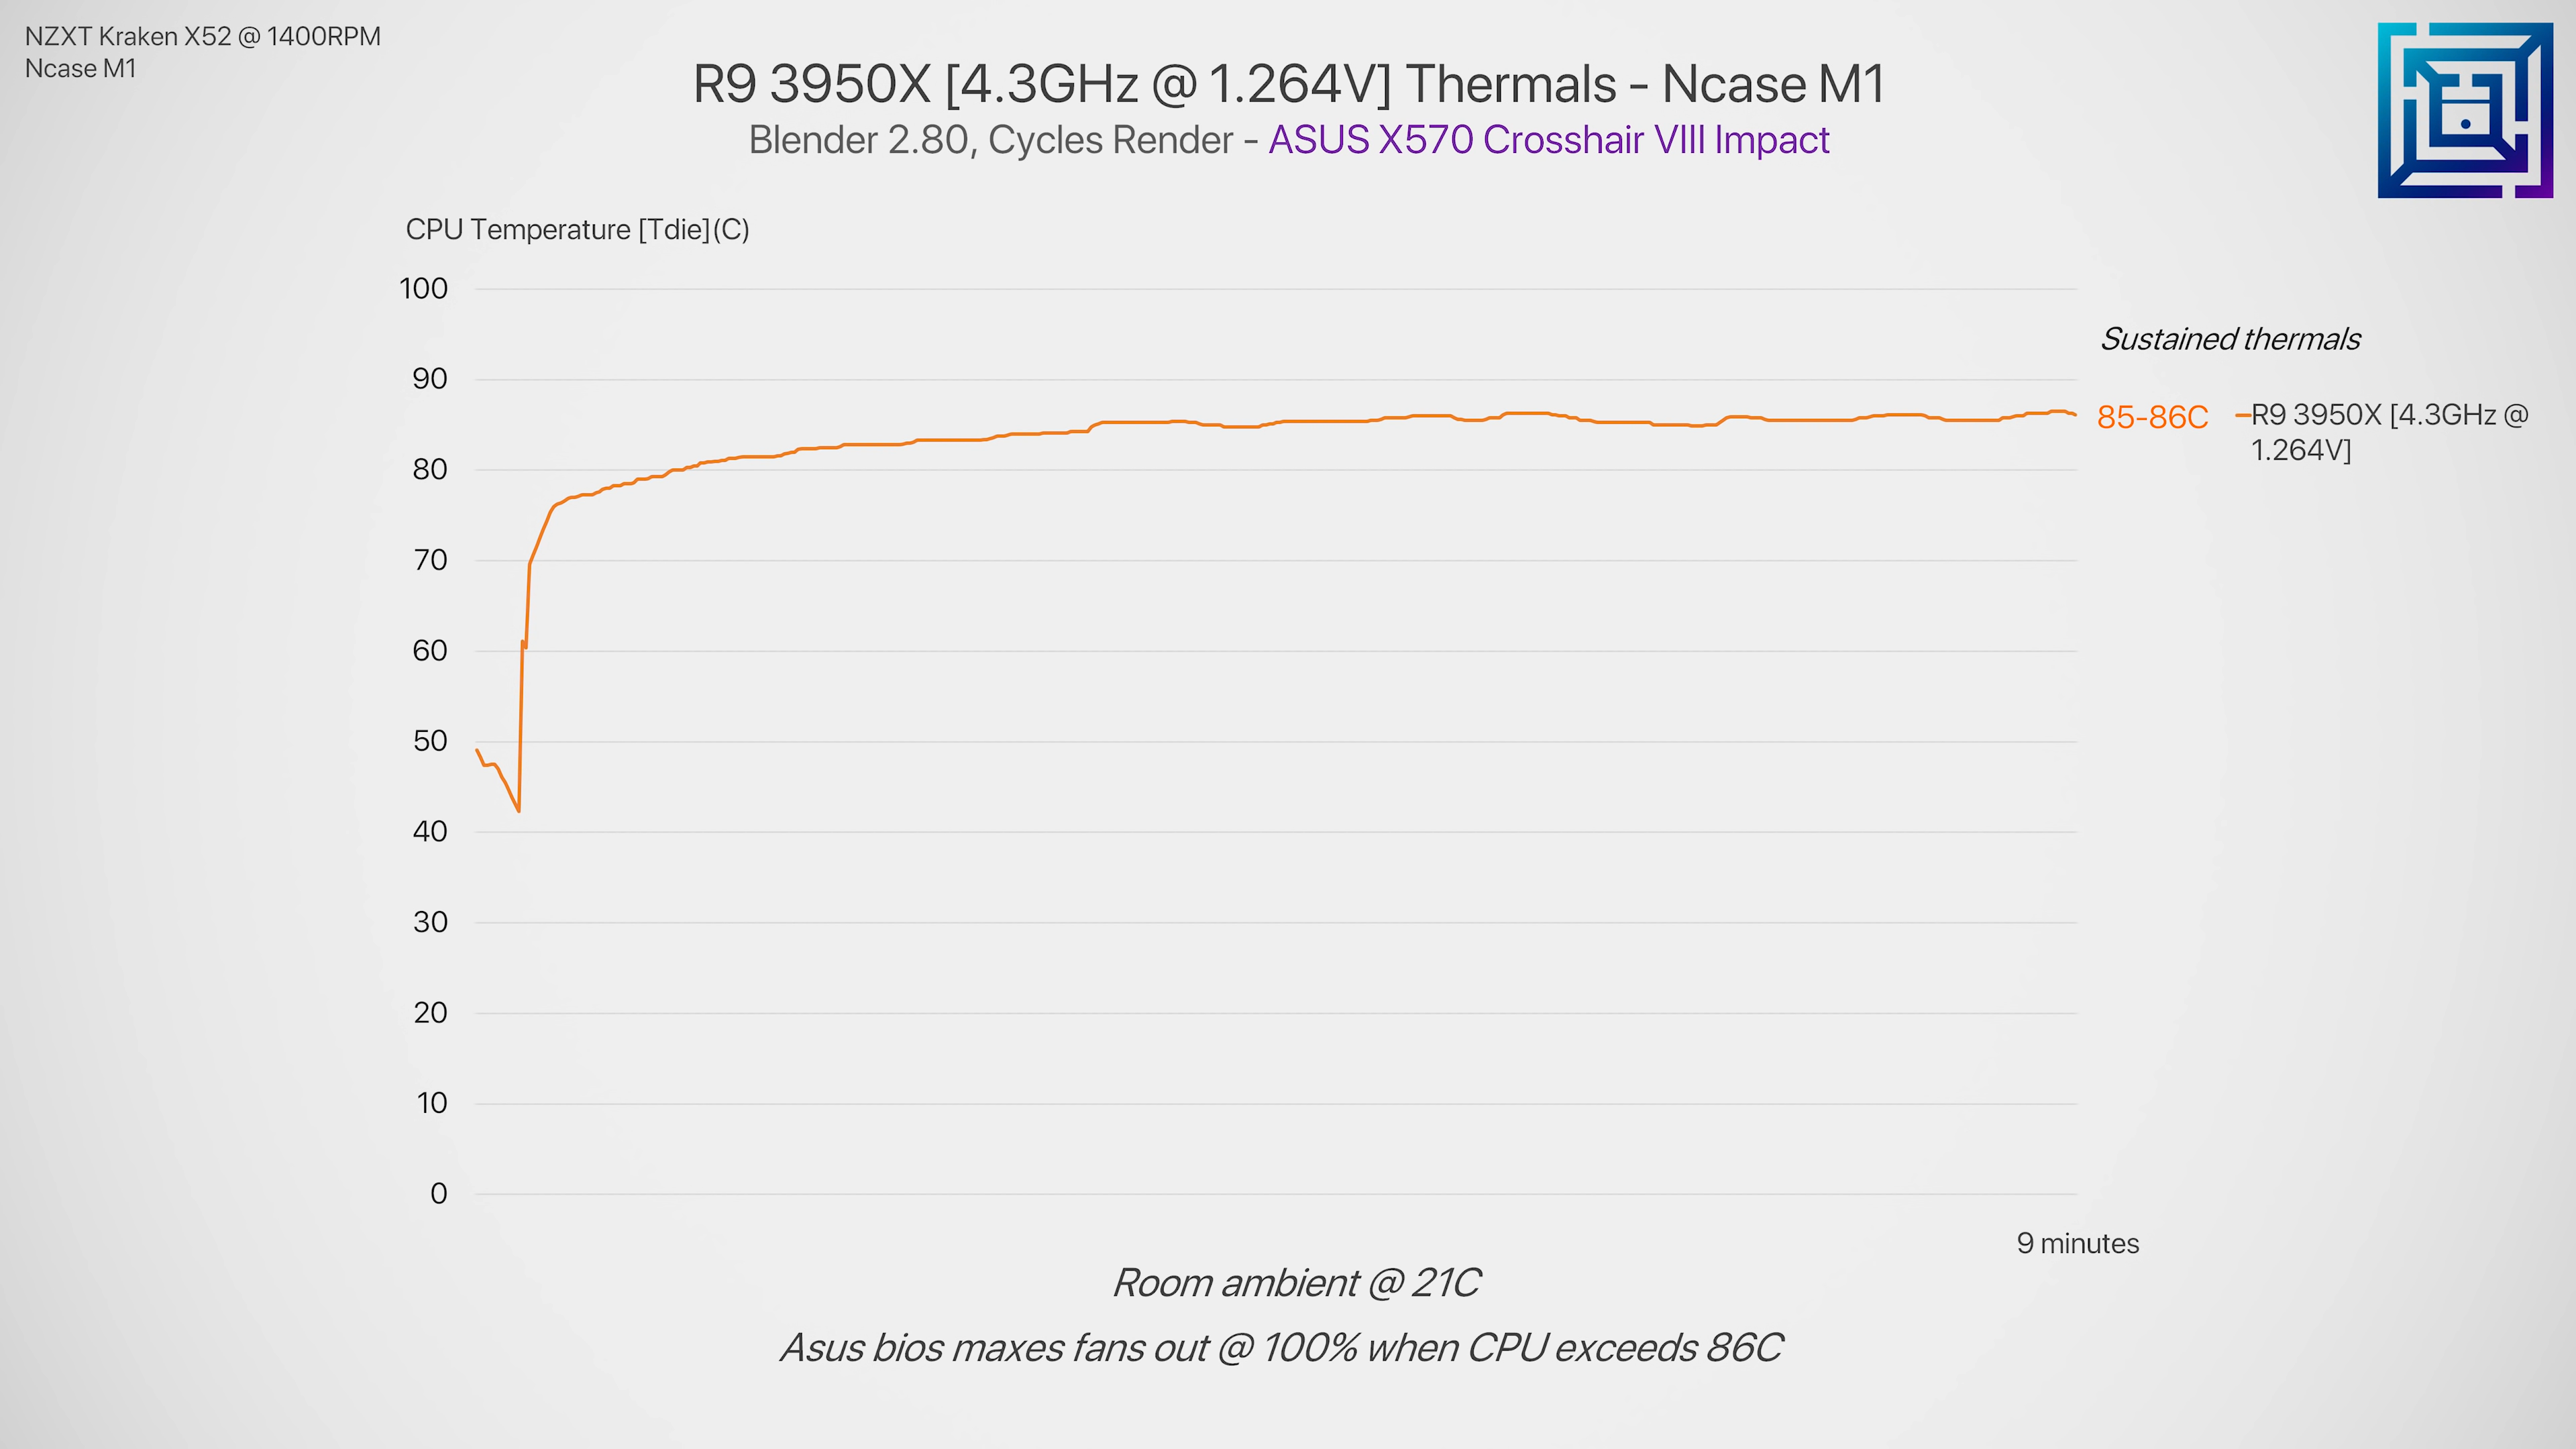 NZXT Kraken X52 @ 1400RPM
Ncase M1
R9 3950X [4.3GHz @ 1.264V] Thermals - Ncase M1
Blender 2.80, Cycles Render - ASUS X570 Crosshair VIII Impact
CPU Temperature [Tdie](C)
100
90
80
70
60
50
40
30
20
10
0
Sustained thermals
85-86C
R9 3950X [4.3GHz @
1.264V]
9 minutes
Room ambient @ 21C
Asus bios maxes fans out @ 100% when CPU exceeds 86C